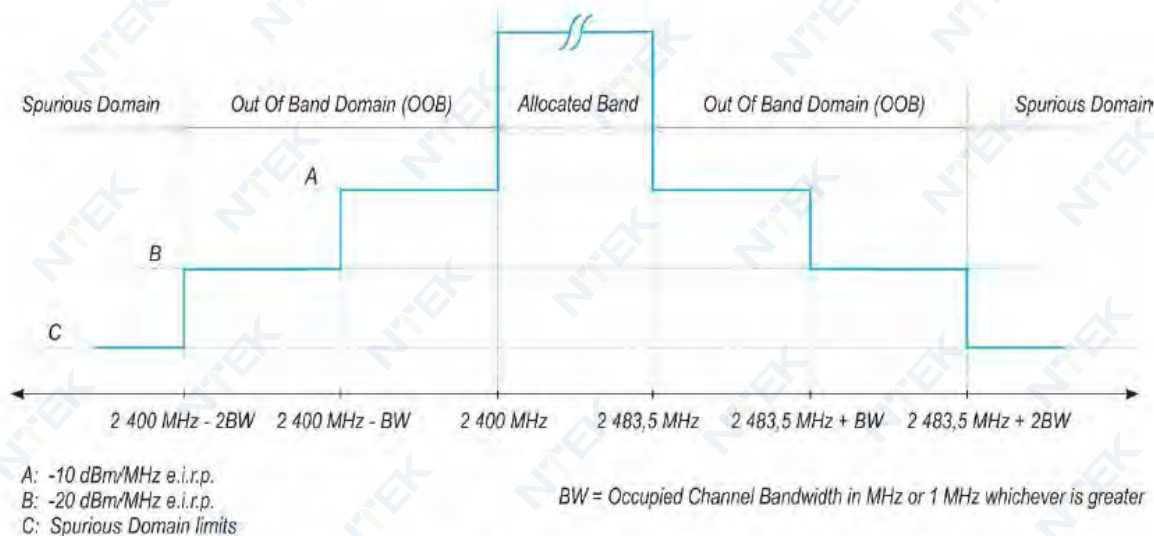 Spurious Domain Out Of Band Domain (OOB) Allocated Band Out Of Band Domain (OOB) Spurious Domain
A
B
C
2 400 MHz - 2BW 2 400 MHz - BW 2 400 MHz 2 483,5 MHz 2 483,5 MHz + BW 2 483,5 MHz + 2BW
A: -10 dBm/MHz e.i.r.p.
B: -20 dBm/MHz e.i.r.p.
C: Spurious Domain limits
BW = Occupied Channel Bandwidth in MHz or 1 MHz whichever is greater
NTEK